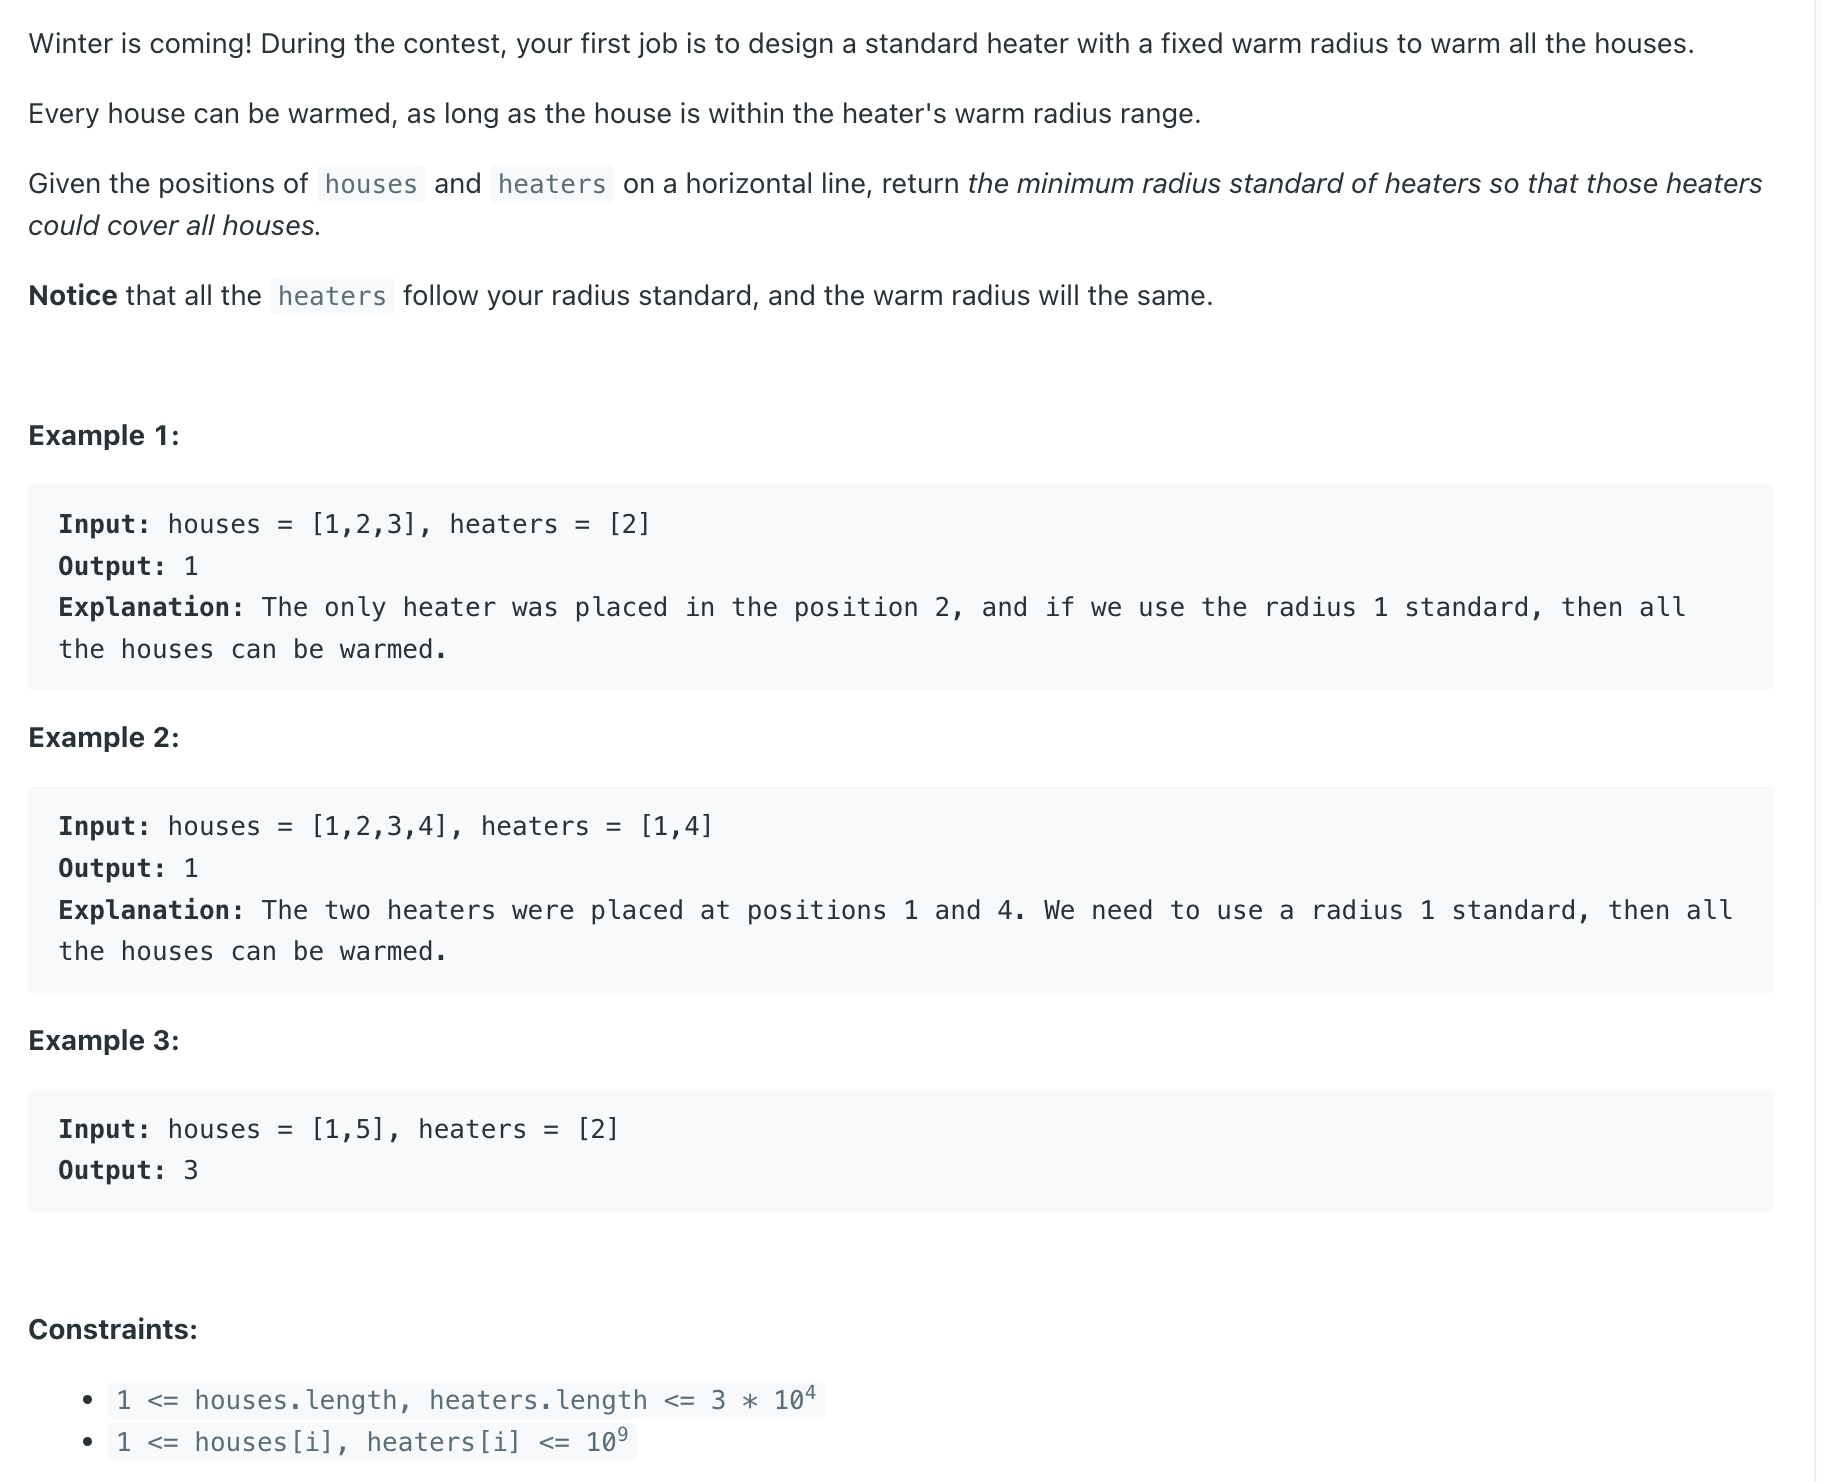 Winter is coming! During the contest, your first job is to design a standard heater with a fixed warm radius to warm all the houses.
Every house can be warmed, as long as the house is within the heater's warm radius range.
Given the positions of houses and heaters on a horizontal line, return the minimum radius standard of heaters so that those heaters
could cover all houses.
Notice that all the heaters follow your radius standard, and the warm radius will the same.
Example 1:
Input: houses = [1,2,3], heaters = [2]
Output: 1
Explanation: The only heater was placed in the position 2, and if we use the radius 1 standard, then all
the houses can be warmed.
Example 2:
Input: houses = [1,2,3,4], heaters = [1,4]
Output: 1
Explanation: The two heaters were placed at positions 1 and 4. We need to use a radius 1 standard, then all
the houses can be warmed.
Example 3:
Input: houses = [1,5], heaters = [2]
Output: 3
Constraints:
• 1 <= houses.length, heaters.length <= 3 * 10⁴
• 1 <= houses[i], heaters[i] <= 10⁹